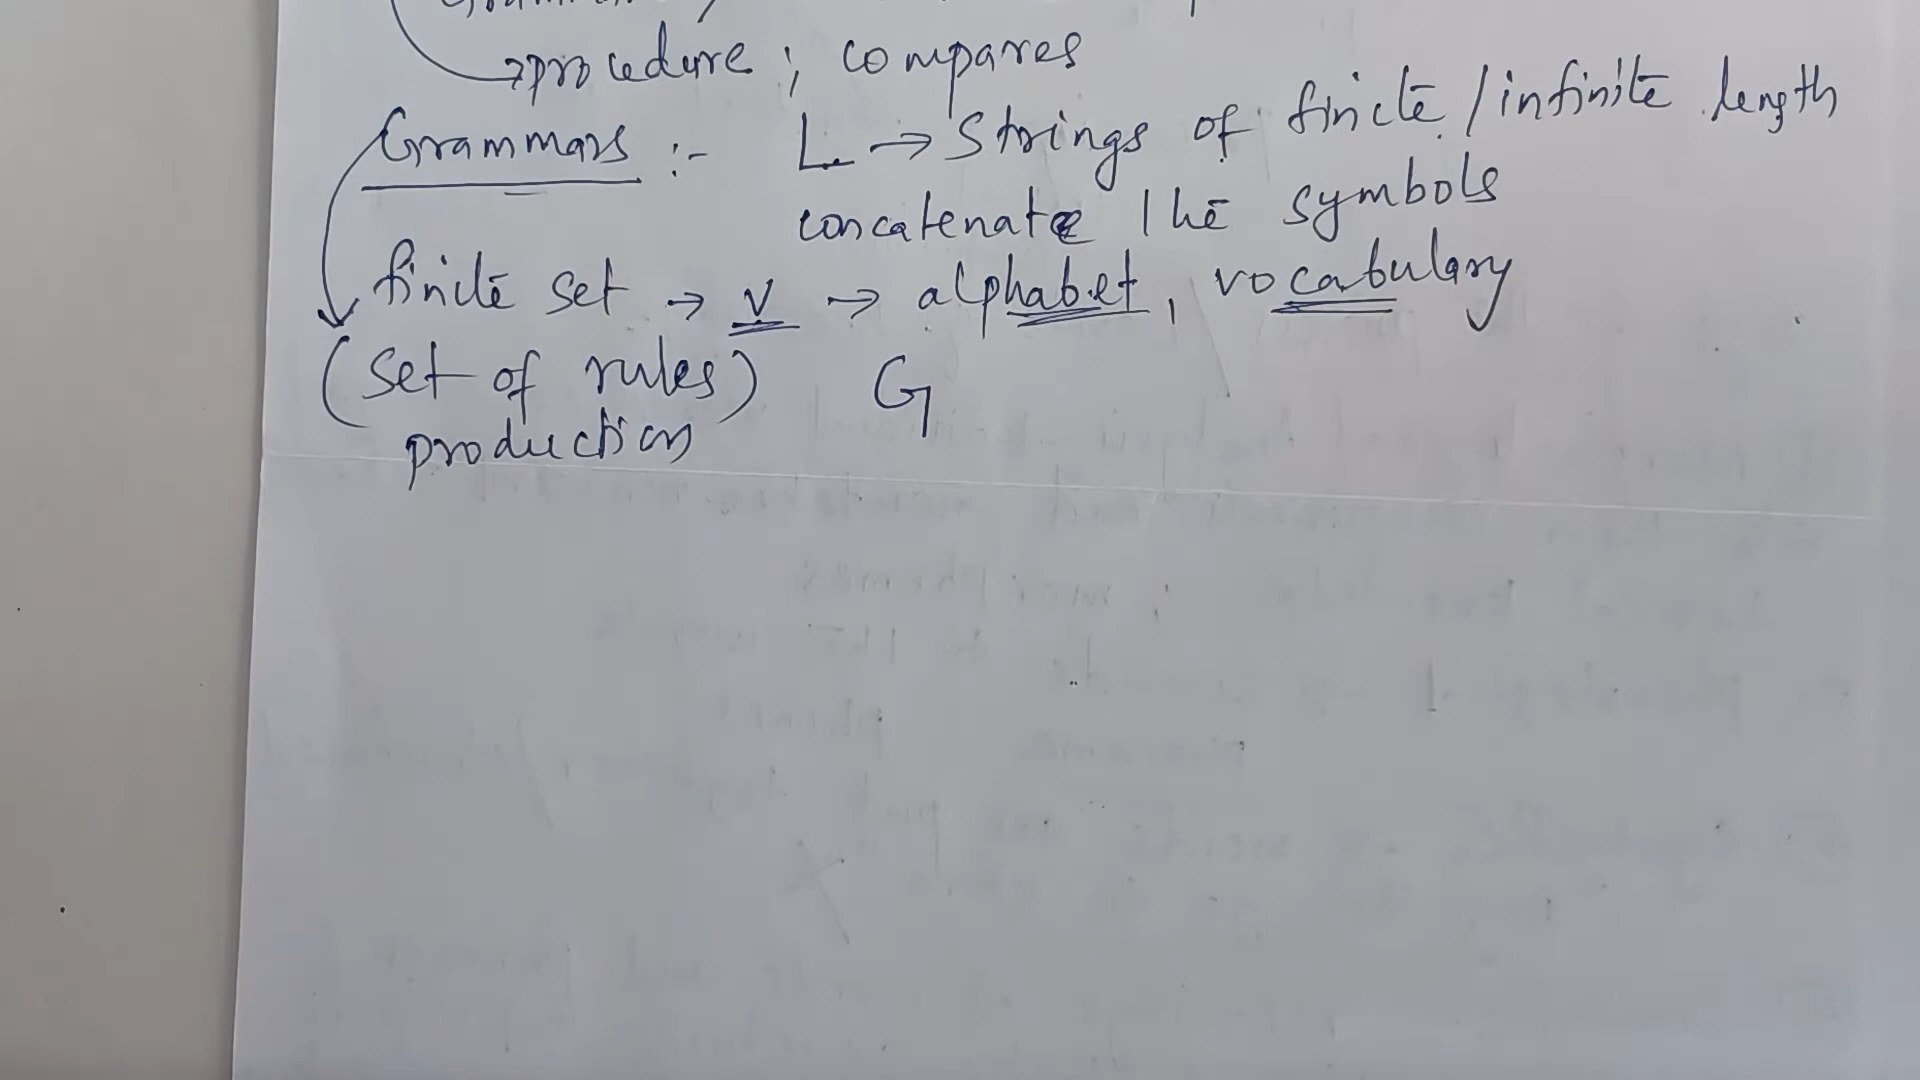 →procedure ; compares
Grammars :- L → Strings of finite / infinite length
concatenate the symbols
finite set → V → alphabet, vocabulary
(set of rules) G
production